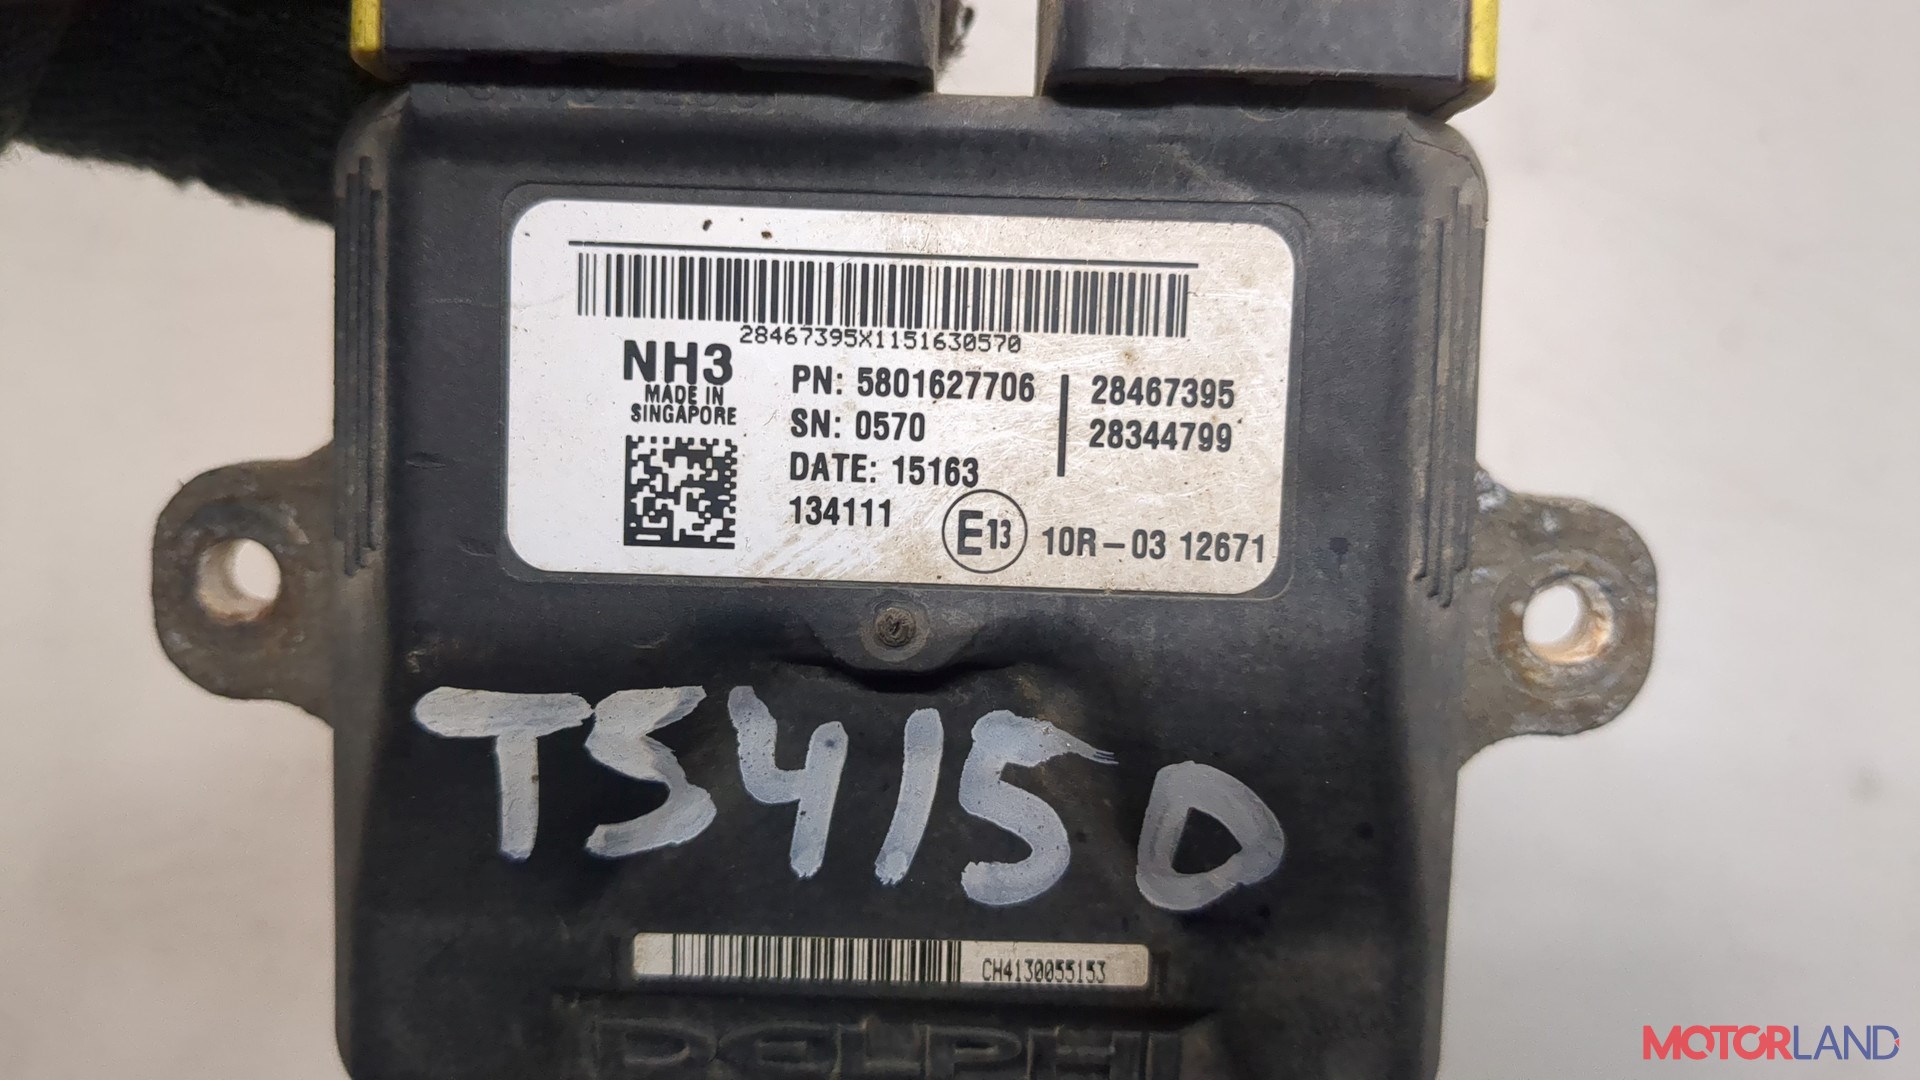 28467395X1151630570
NH3
MADE IN
SINGAPORE
PN: 5801627706
28467395
SN: 0570
28344799
DATE: 15163
134111
E13
10R-03 12671
TS4150
CH4130055153
DELPHI
MOTORLAND